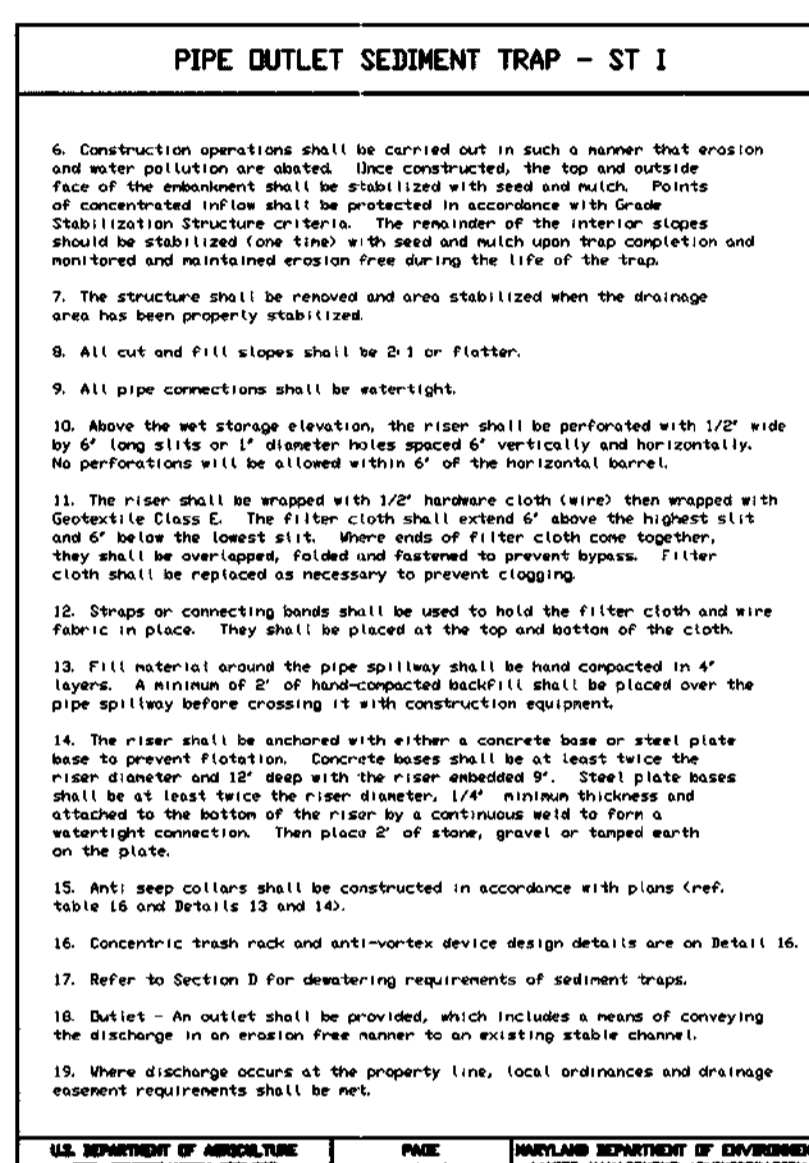 PIPE OUTLET SEDIMENT TRAP - ST I
6. Construction operations shall be carried out in such a manner that erosion
and water pollution are abated. Once constructed, the top and outside
face of the embankment shall be stabilized with seed and mulch. Points
of concentrated inflow shall be protected in accordance with Grade
Stabilization Structure criteria. The remainder of the interior slopes
should be stabilized (one time) with seed and mulch upon trap completion and
monitored and maintained erosion free during the life of the trap.
7. The structure shall be removed and area stabilized when the drainage
area has been properly stabilized.
8. All cut and fill slopes shall be 2:1 or flatter.
9. All pipe connections shall be watertight.
10. Above the wet storage elevation, the riser shall be perforated with 1/2" wide
by 6" long slits or 1" diameter holes spaced 6" vertically and horizontally.
No perforations will be allowed within 6" of the horizontal barrel.
11. The riser shall be wrapped with 1/2" hardware cloth (wire) then wrapped with
Geotextile Class E. The filter cloth shall extend 6" above the highest slit
and 6" below the lowest slit. Where ends of filter cloth come together,
they shall be overlapped, folded and fastened to prevent bypass. Filter
cloth shall be replaced as necessary to prevent clogging.
12. Straps or connecting bands shall be used to hold the filter cloth and wire
fabric in place. They shall be placed at the top and bottom of the cloth.
13. Fill material around the pipe spillway shall be hand compacted in 4"
layers. A minimum of 2' of hand-compacted backfill shall be placed over the
pipe spillway before crossing it with construction equipment.
14. The riser shall be anchored with either a concrete base or steel plate
base to prevent flotation. Concrete bases shall be at least twice the
riser diameter and 12" deep with the riser embedded 9". Steel plate bases
shall be at least twice the riser diameter, 1/4" minimum thickness and
attached to the bottom of the riser by a continuous weld to form a
watertight connection. Then place 2' of stone, gravel or tamped earth
on the plate.
15. Anti seep collars shall be constructed in accordance with plans (ref.
table 16 and Details 13 and 14).
16. Concentric trash rack and anti-vortex device design details are on Detail 16.
17. Refer to Section D for dewatering requirements of sediment traps.
18. Outlet - An outlet shall be provided, which includes a means of conveying
the discharge in an erosion free manner to an existing stable channel.
19. Where discharge occurs at the property line, local ordinances and drainage
easement requirements shall be met.
U.S. DEPARTMENT OF AGRICULTURE
PAGE
MARYLAND DEPARTMENT OF ENVIRONMENT